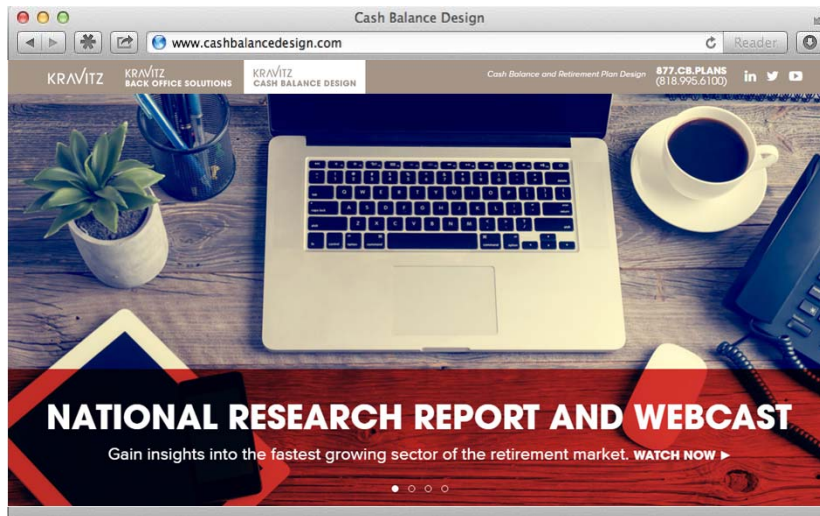 Cash Balance Design
www.cashbalancedesign.com
Reader
KRAVITZ
KRAVITZ
BACK OFFICE SOLUTIONS
KRAVITZ
CASH BALANCE DESIGN
Cash Balance and Retirement Plan Design
877.CB.PLANS
(818.995.6100)
in
NATIONAL RESEARCH REPORT AND WEBCAST
Gain insights into the fastest growing sector of the retirement market. WATCH NOW ►